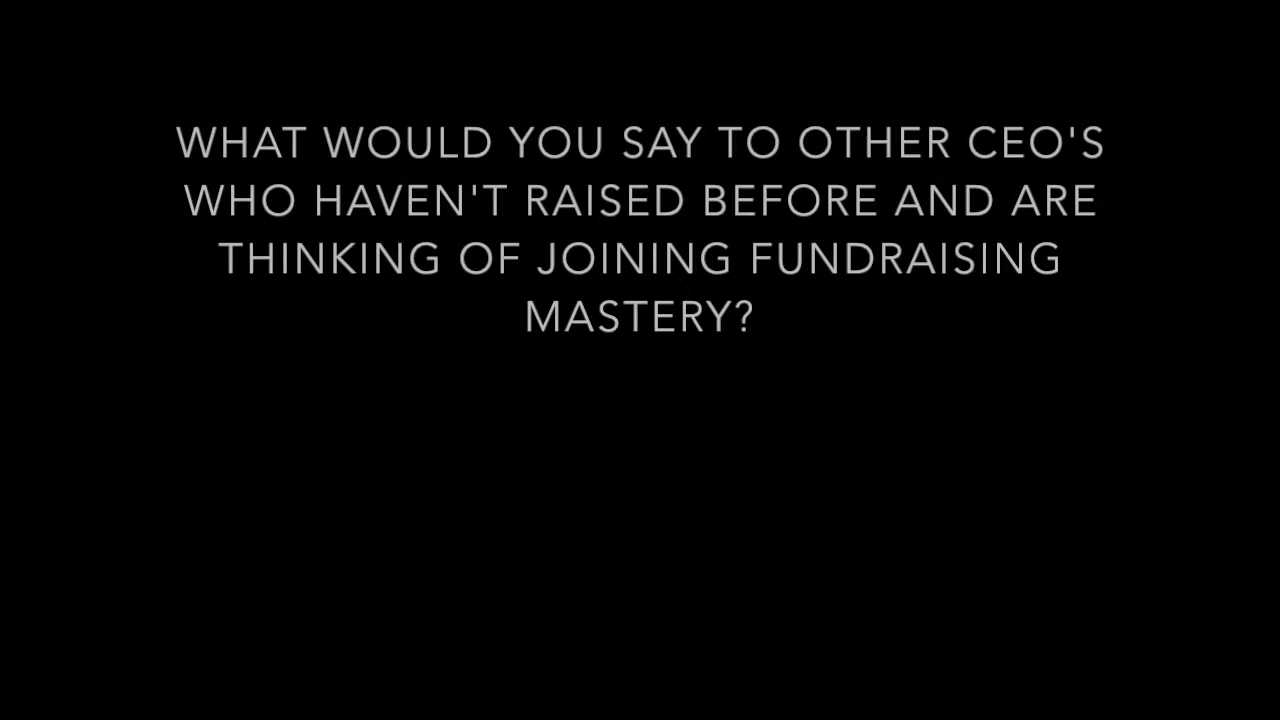 WHAT WOULD YOU SAY TO OTHER CEO'S
WHO HAVEN'T RAISED BEFORE AND ARE
THINKING OF JOINING FUNDRAISING
MASTERY?